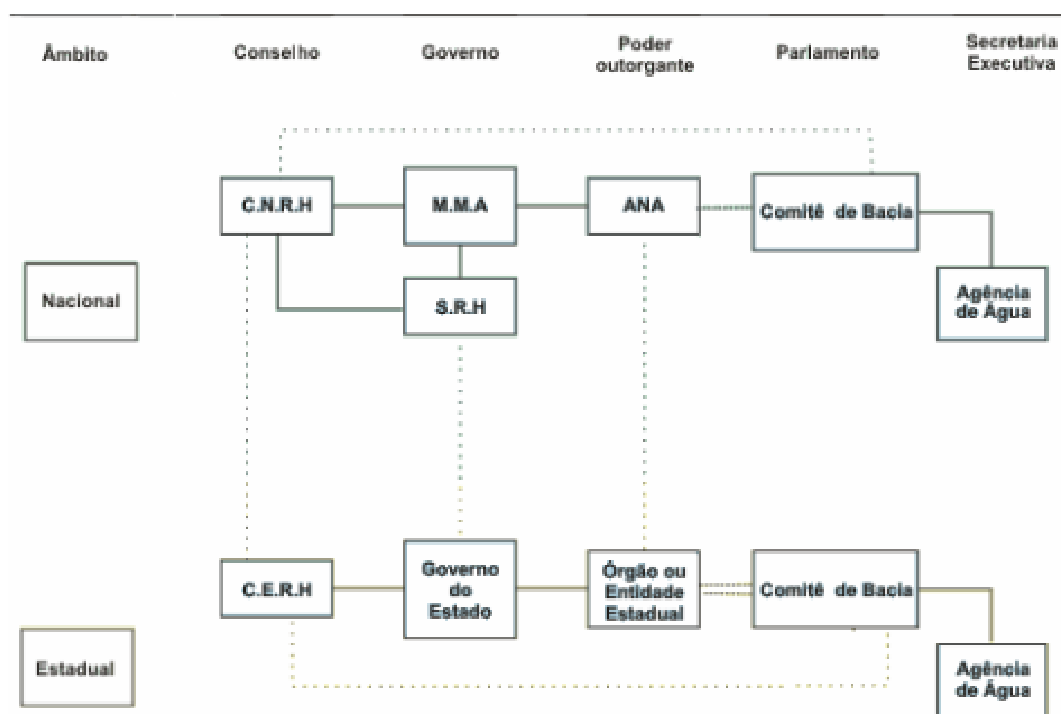 Âmbito
Conselho
Governo
Poder
outorgante
Parlamento
Secretaria
Executiva
C.N.R.H
M.M.A
ANA
Comitê de Bacia
Nacional
S.R.H
Agência
de Água
C.E.R.H
Governo
do
Estado
Órgão ou
Entidade
Estadual
Comitê de Bacia
Estadual
Agência
de Água